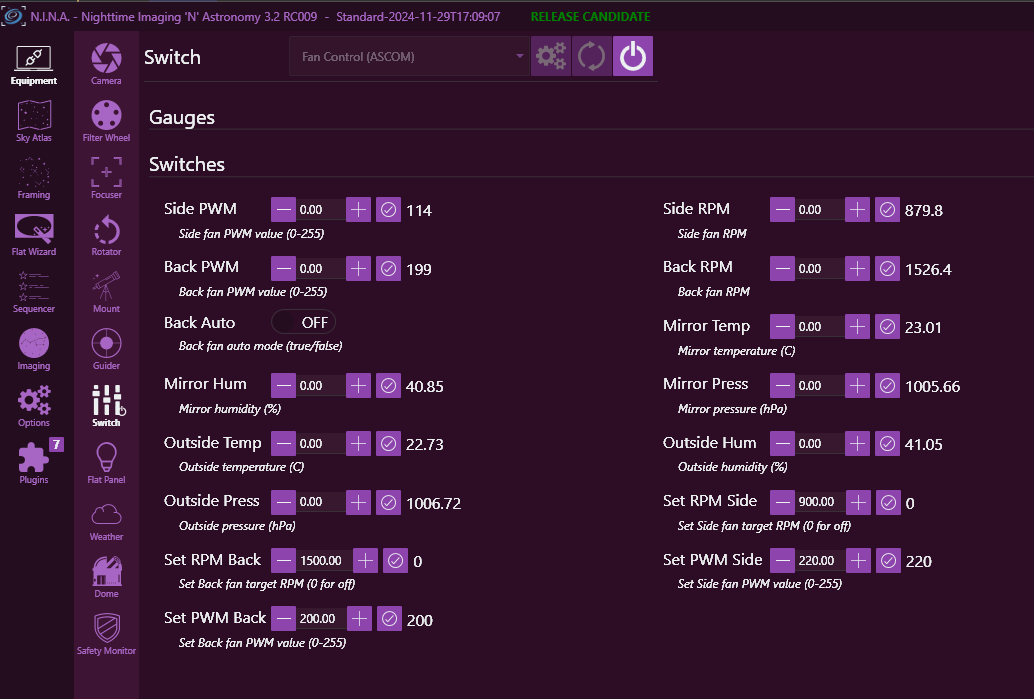 N.I.N.A. - Nighttime Imaging 'N' Astronomy 3.2 RC009 - Standard-2024-11-29T17:09:07 RELEASE CANDIDATE
Equipment
Sky Atlas
Framing
Flat Wizard
Sequencer
Imaging
Options
7
Plugins
Camera
Filter Wheel
Focuser
Rotator
Mount
Guider
Switch
Flat Panel
Weather
Dome
Safety Monitor
Switch Fan Control (ASCOM)
Gauges
Switches
Side PWM 0.00 114
Side fan PWM value (0-255)
Side RPM 0.00 879.8
Side fan RPM
Back PWM 0.00 199
Back fan PWM value (0-255)
Back RPM 0.00 1526.4
Back fan RPM
Back Auto OFF
Back fan auto mode (true/false)
Mirror Temp 0.00 23.01
Mirror temperature (C)
Mirror Hum 0.00 40.85
Mirror humidity (%)
Mirror Press 0.00 1005.66
Mirror pressure (hPa)
Outside Temp 0.00 22.73
Outside temperature (C)
Outside Hum 0.00 41.05
Outside humidity (%)
Outside Press 0.00 1006.72
Outside pressure (hPa)
Set RPM Side 900.00 0
Set Side fan target RPM (0 for off)
Set RPM Back 1500.00 0
Set Back fan target RPM (0 for off)
Set PWM Side 220.00 220
Set Side fan PWM value (0-255)
Set PWM Back 200.00 200
Set Back fan PWM value (0-255)